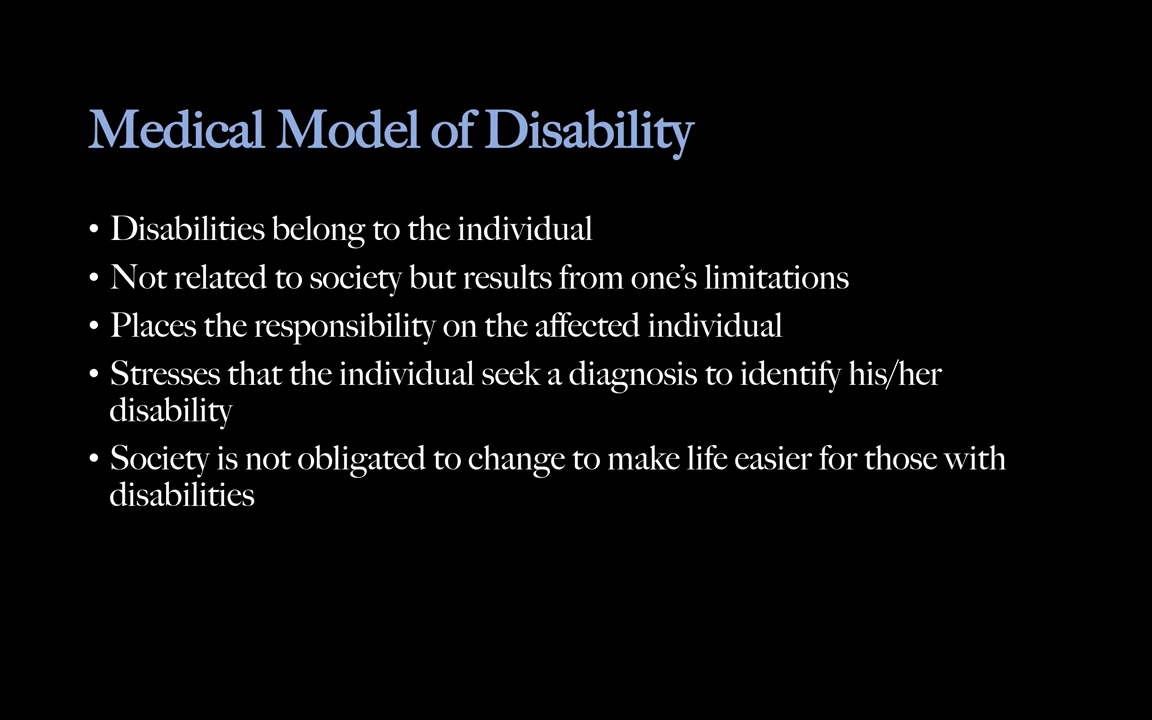 Medical Model of Disability
• Disabilities belong to the individual
• Not related to society but results from one’s limitations
• Places the responsibility on the affected individual
• Stresses that the individual seek a diagnosis to identify his/her
disability
• Society is not obligated to change to make life easier for those with
disabilities